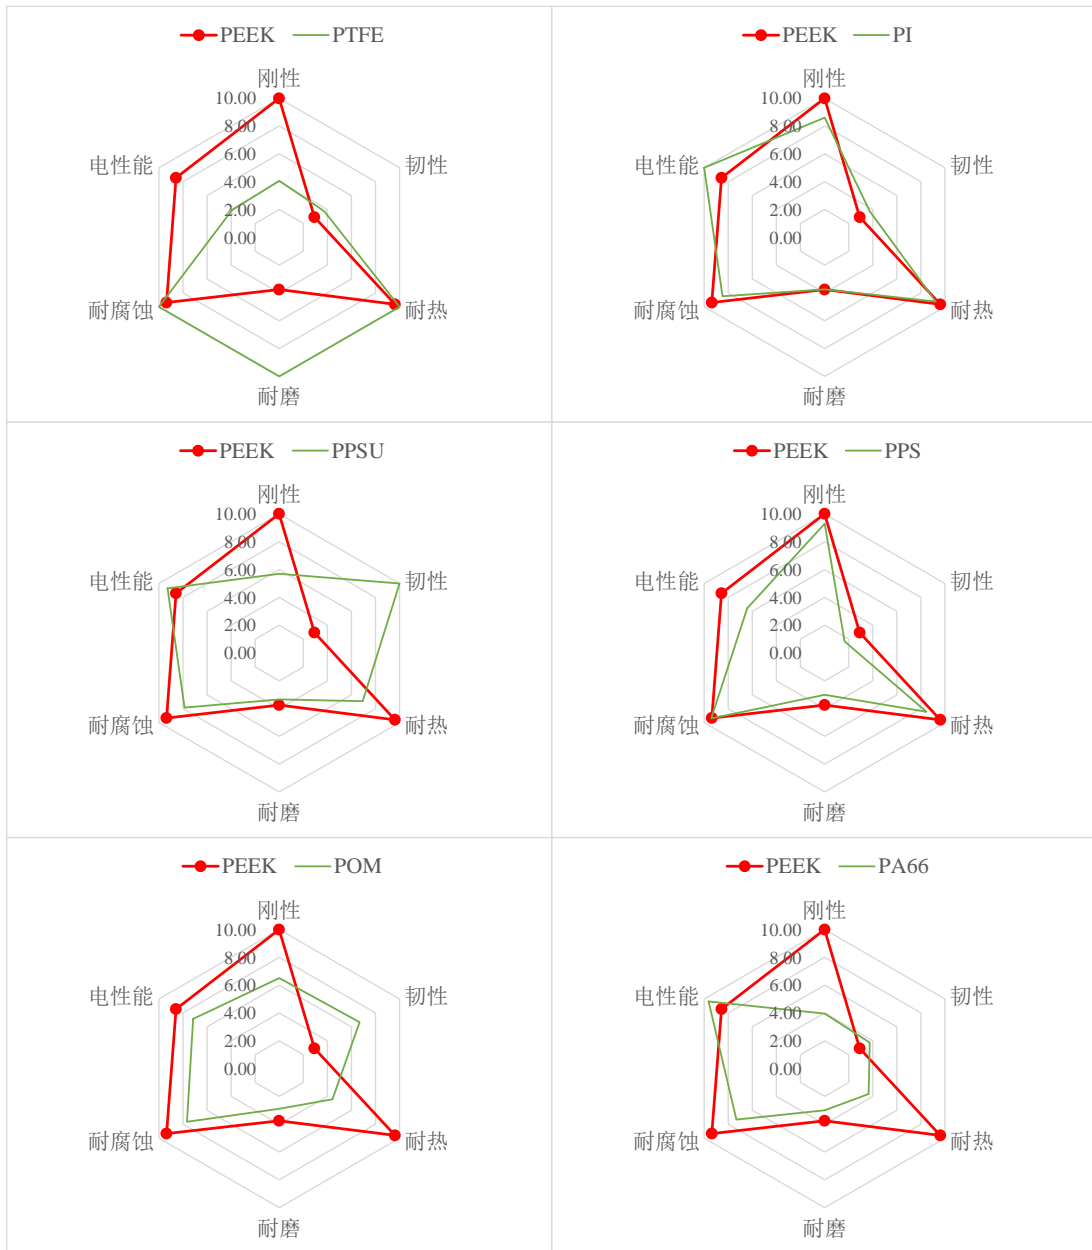 PEEK PTFE
刚性
10.00
8.00
电性能 韧性
6.00
4.00
2.00
0.00
耐腐蚀 耐热
耐磨
PEEK PI
刚性
10.00
8.00
电性能 韧性
6.00
4.00
2.00
0.00
耐腐蚀 耐热
耐磨
PEEK PPSU
刚性
10.00
8.00
电性能 韧性
6.00
4.00
2.00
0.00
耐腐蚀 耐热
耐磨
PEEK PPS
刚性
10.00
8.00
电性能 韧性
6.00
4.00
2.00
0.00
耐腐蚀 耐热
耐磨
PEEK POM
刚性
10.00
8.00
电性能 韧性
6.00
4.00
2.00
0.00
耐腐蚀 耐热
耐磨
PEEK PA66
刚性
10.00
8.00
电性能 韧性
6.00
4.00
2.00
0.00
耐腐蚀 耐热
耐磨